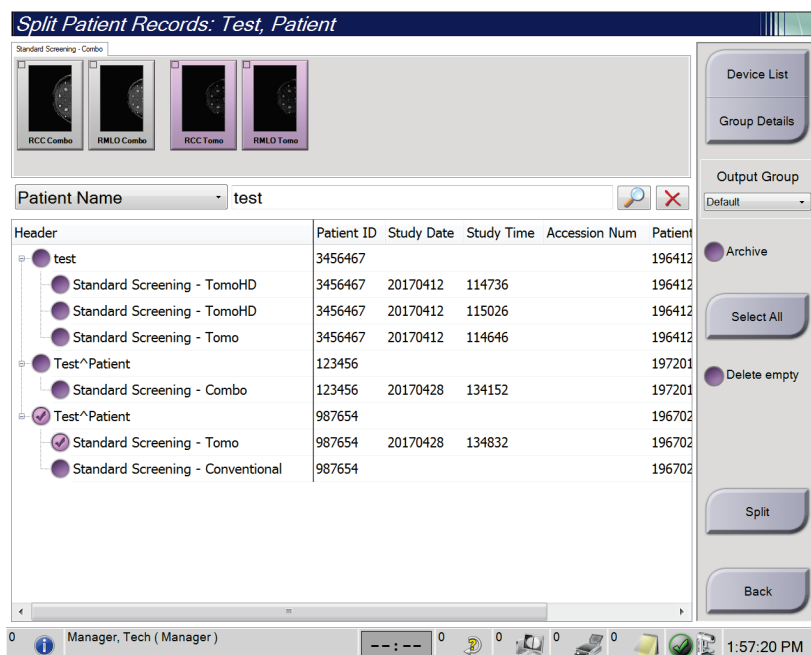 Split Patient Records: Test, Patient
Standard Screening - Combo
RCC Combo RMLO Combo RCC Tomo RMLO Tomo
Device List
Group Details
Output Group
Default
Archive
Select All
Delete empty
Split
Back
Patient Name test
Header Patient ID Study Date Study Time Accession Num Patient
test 3456467 196412
Standard Screening - TomoHD 3456467 20170412 114736 196412
Standard Screening - TomoHD 3456467 20170412 115026 196412
Standard Screening - Tomo 3456467 20170412 114646 196412
Test^Patient 123456 197201
Standard Screening - Combo 123456 20170428 134152 197201
Test^Patient 987654 196702
Standard Screening - Tomo 987654 20170428 134832 196702
Standard Screening - Conventional 987654 196702
0 Manager, Tech ( Manager ) --:-- 0 0 0 0 1:57:20 PM